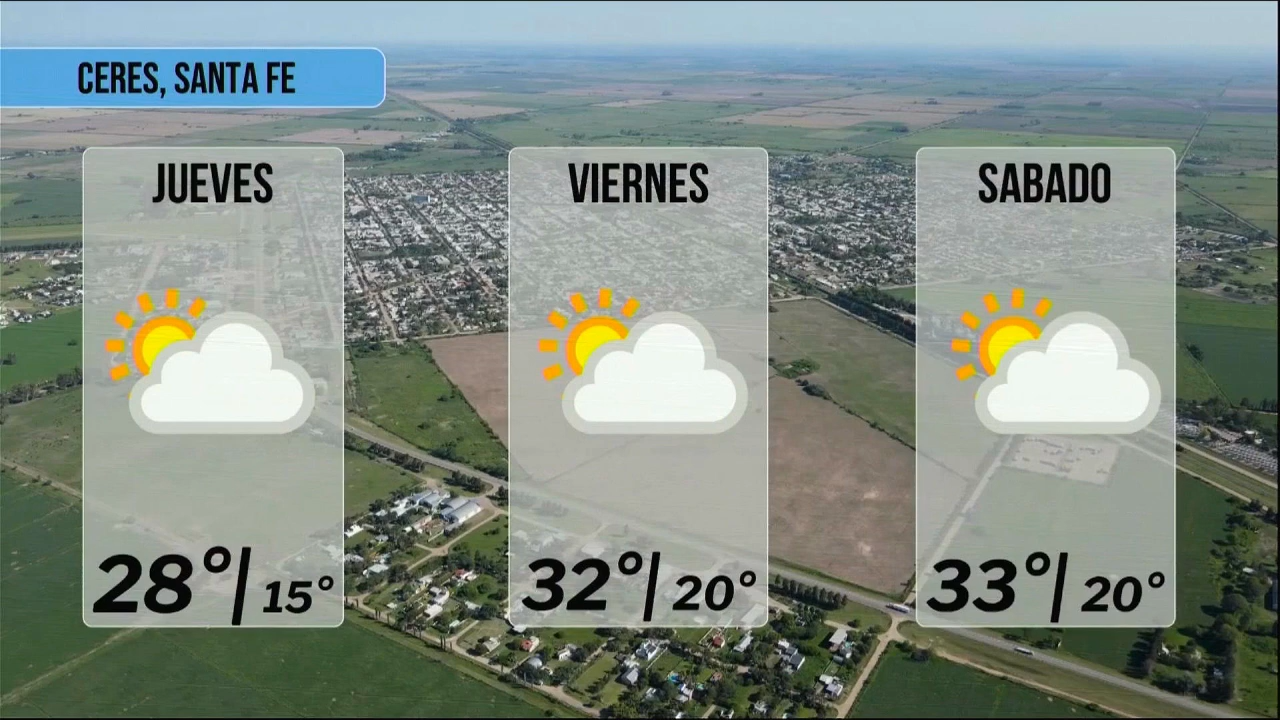 CERES, SANTA FE
JUEVES
28°/15°
VIERNES
32°/20°
SABADO
33°/20°